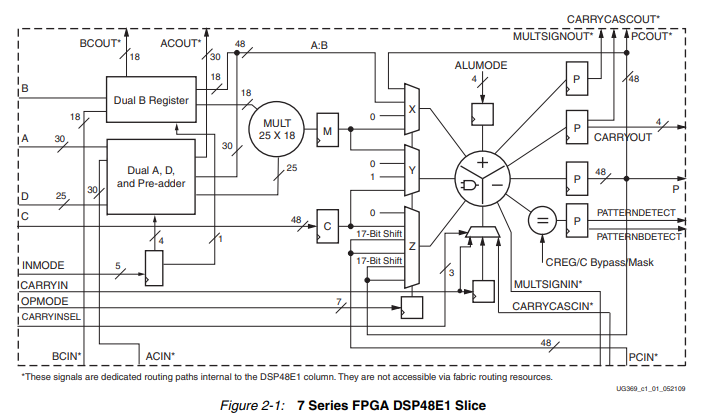 CARRYCASCOUT*
BCOUT* ACOUT* MULTSIGNOUT* PCOUT*
48 A:B
18 30 18 ALUMODE 48
4
B 18 P
Dual B Register X
18 MULT 25 X 18 0
18 M P 4
CARRYOUT
A 30 30 0
Dual A, D, and Pre-adder Y 1
25 P 48 P
D 25 30
C 48 C 0 P PATTERNDETECT
17-Bit Shift = PATTERNBDETECT
4 1 Z
17-Bit Shift CREG/C Bypass/Mask
INMODE 5 3
CARRYIN MULTSIGNIN*
OPMODE 7 CARRYCASCIN*
CARRYINSEL
48
BCIN* ACIN* PCIN*
*These signals are dedicated routing paths internal to the DSP48E1 column. They are not accessible via fabric routing resources.
UG369_c1_01_052109
Figure 2-1: 7 Series FPGA DSP48E1 Slice